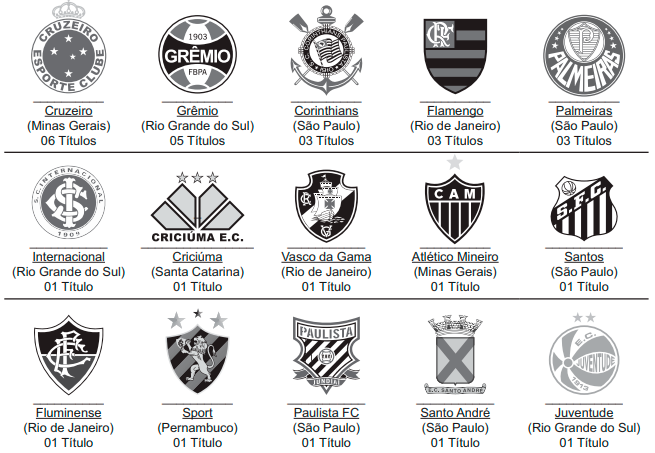 CRUZEIRO
ESPORTE CLUBE
1903
GRÊMIO
FBPA
CRF
PALMEIRAS
Cruzeiro
(Minas Gerais)
06 Títulos
Grêmio
(Rio Grande do Sul)
05 Títulos
Corinthians
(São Paulo)
03 Títulos
Flamengo
(Rio de Janeiro)
03 Títulos
Palmeiras
(São Paulo)
03 Títulos
S.C. INTERNACIONAL
1909
CRICIÚMA E.C.
CAM
S.F.C.
Internacional
(Rio Grande do Sul)
01 Título
Criciúma
(Santa Catarina)
01 Título
Vasco da Gama
(Rio de Janeiro)
01 Título
Atlético Mineiro
(Minas Gerais)
01 Título
Santos
(São Paulo)
01 Título
PAULISTA
JUNDIAÍ
E.C. SANTO ANDRÉ
E.C.
JUVENTUDE
1913
Fluminense
(Rio de Janeiro)
01 Título
Sport
(Pernambuco)
01 Título
Paulista FC
(São Paulo)
01 Título
Santo André
(São Paulo)
01 Título
Juventude
(Rio Grande do Sul)
01 Título